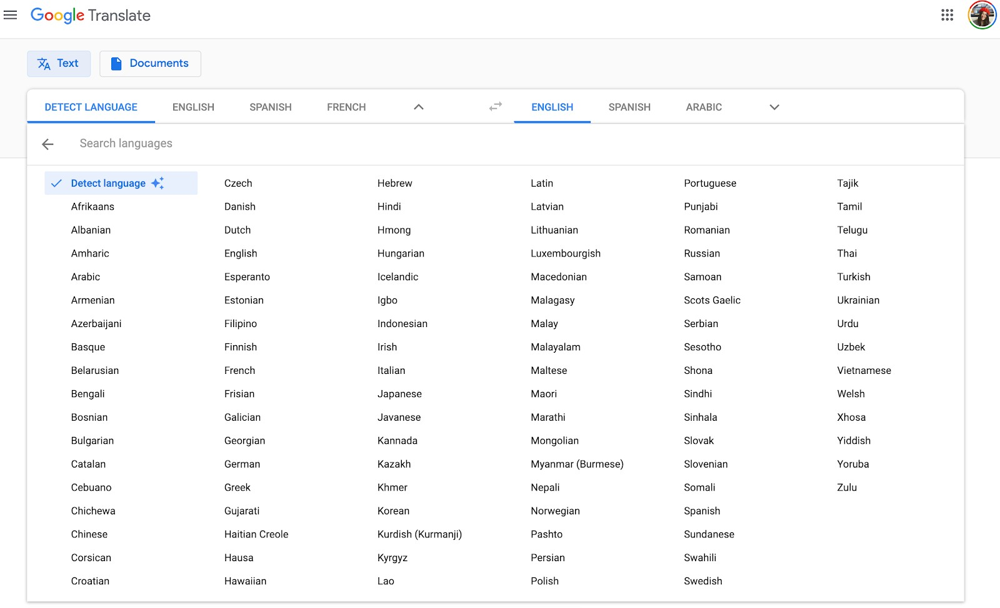 Google Translate
Text
Documents
DETECT LANGUAGE
ENGLISH
SPANISH
FRENCH
ENGLISH
SPANISH
ARABIC
Search languages
Detect language
Afrikaans
Albanian
Amharic
Arabic
Armenian
Azerbaijani
Basque
Belarusian
Bengali
Bosnian
Bulgarian
Catalan
Cebuano
Chichewa
Chinese
Corsican
Croatian
Czech
Danish
Dutch
English
Esperanto
Estonian
Filipino
Finnish
French
Frisian
Galician
Georgian
German
Greek
Gujarati
Haitian Creole
Hausa
Hawaiian
Hebrew
Hindi
Hmong
Hungarian
Icelandic
Igbo
Indonesian
Irish
Italian
Japanese
Javanese
Kannada
Kazakh
Khmer
Korean
Kurdish (Kurmanji)
Kyrgyz
Lao
Latin
Latvian
Lithuanian
Luxembourgish
Macedonian
Malagasy
Malay
Malayalam
Maltese
Maori
Marathi
Mongolian
Myanmar (Burmese)
Nepali
Norwegian
Pashto
Persian
Polish
Portuguese
Punjabi
Romanian
Russian
Samoan
Scots Gaelic
Serbian
Sesotho
Shona
Sindhi
Sinhala
Slovak
Slovenian
Somali
Spanish
Sundanese
Swahili
Swedish
Tajik
Tamil
Telugu
Thai
Turkish
Ukrainian
Urdu
Uzbek
Vietnamese
Welsh
Xhosa
Yiddish
Yoruba
Zulu